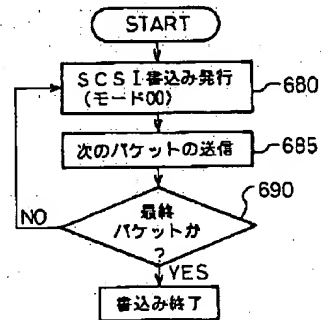 START
SCSI書込み発行
(モード00)
680
次のパケットの送信
685
690
最終
パケットか
?
NO
YES
書込み終了